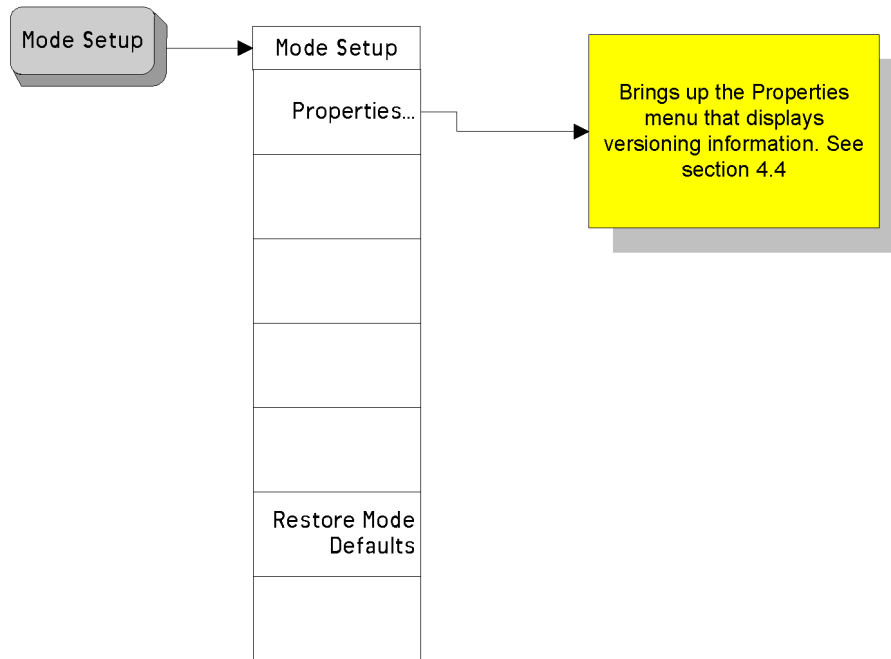 Mode Setup
Mode Setup
Properties...
Brings up the Properties
menu that displays
versioning information. See
section 4.4
Restore Mode
Defaults